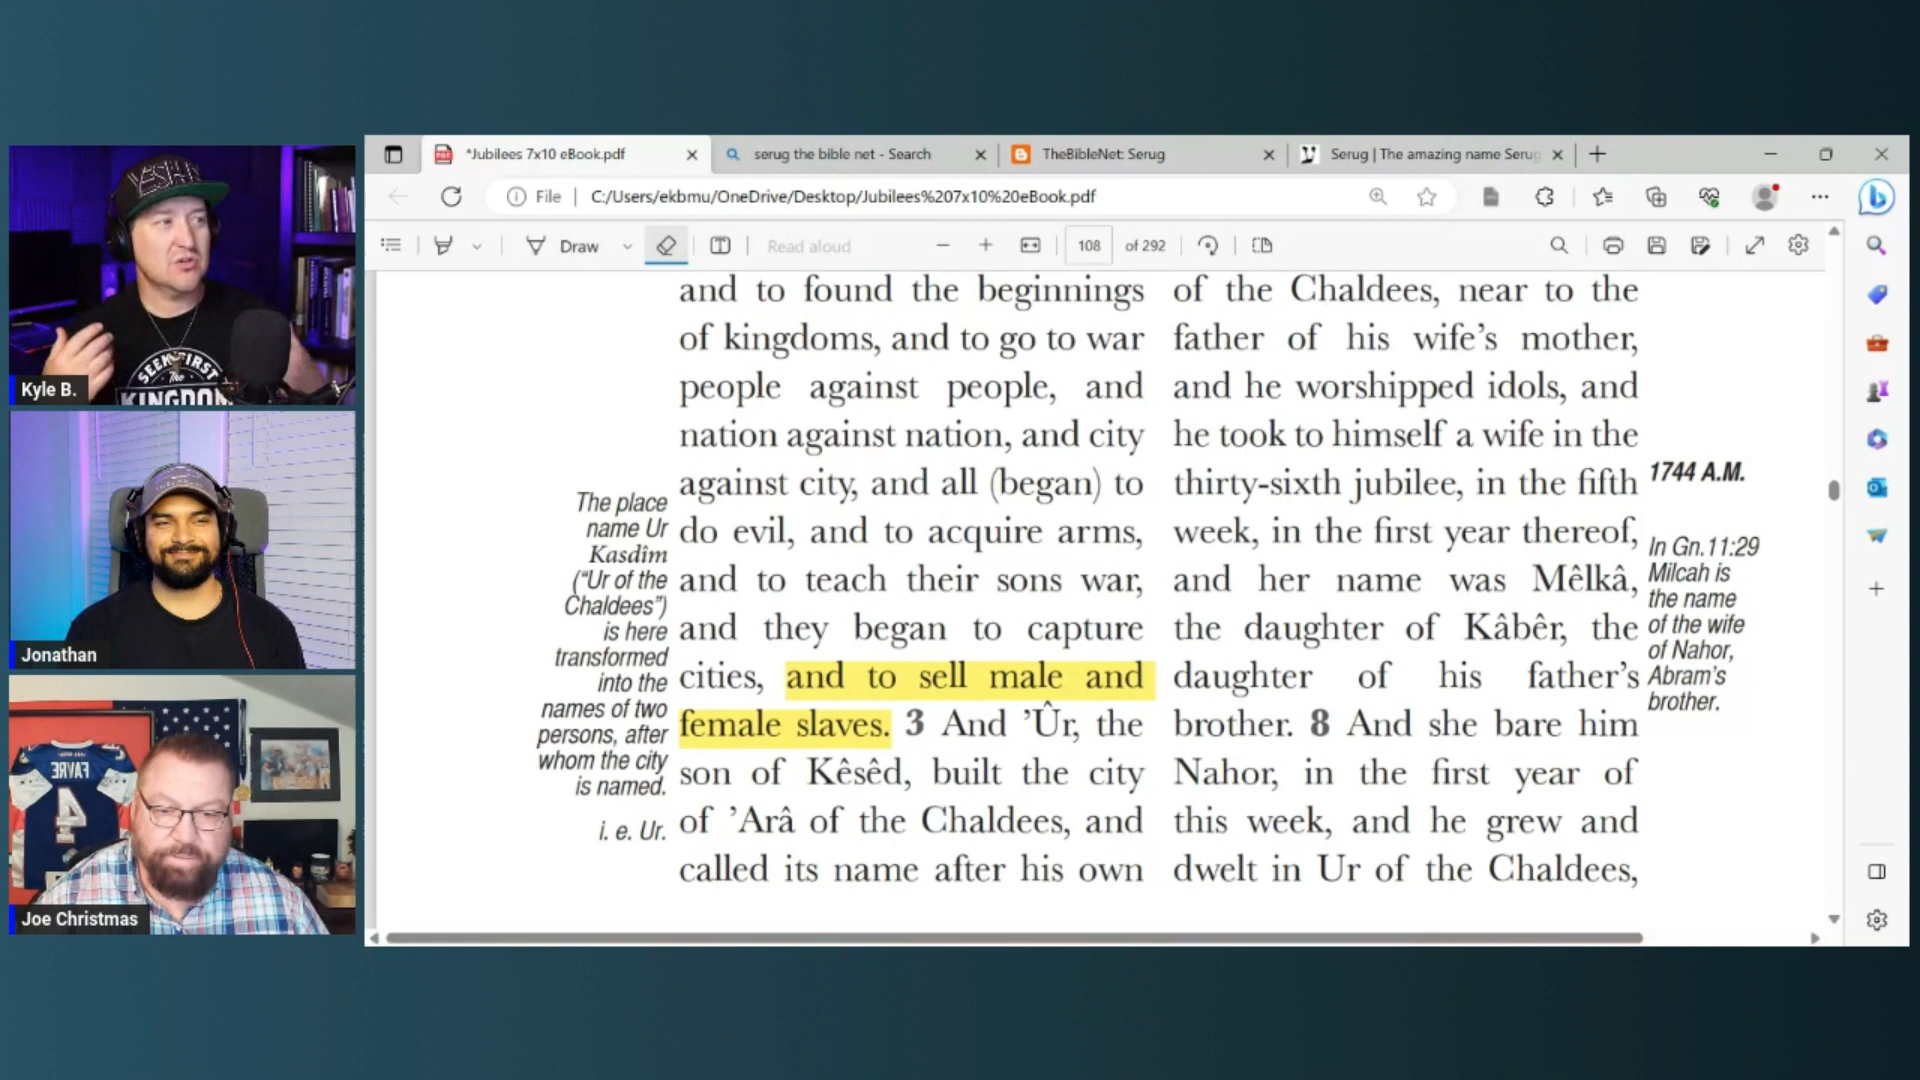 YESHUA
SEEK FIRST
The
KINGDOM
Kyle B.
Jonathan
FAVRE
4
Joe Christmas
*Jubilees 7x10 eBook.pdf
serug the bible net - Search
TheBibleNet: Serug
Serug | The amazing name Serug
File
C:/Users/ekbmu/OneDrive/Desktop/Jubilees%207x10%20eBook.pdf
Draw
Read aloud
108
of 292
The place
name Ur
Kasdîm
("Ur of the
Chaldees")
is here
transformed
into the
names of two
persons, after
whom the city
is named.
i. e. Ur.
and to found the beginnings
of kingdoms, and to go to war
people against people, and
nation against nation, and city
against city, and all (began) to
do evil, and to acquire arms,
and to teach their sons war,
and they began to capture
cities, and to sell male and
female slaves. 3 And ’Ûr, the
son of Kêsêd, built the city
of ’Arâ of the Chaldees, and
called its name after his own
of the Chaldees, near to the
father of his wife’s mother,
and he worshipped idols, and
he took to himself a wife in the
thirty-sixth jubilee, in the fifth
week, in the first year thereof,
and her name was Mêlkâ,
the daughter of Kâbêr, the
daughter of his father’s
brother. 8 And she bare him
Nahor, in the first year of
this week, and he grew and
dwelt in Ur of the Chaldees,
1744 A.M.
In Gn.11:29
Milcah is
the name
of the wife
of Nahor,
Abram’s
brother.